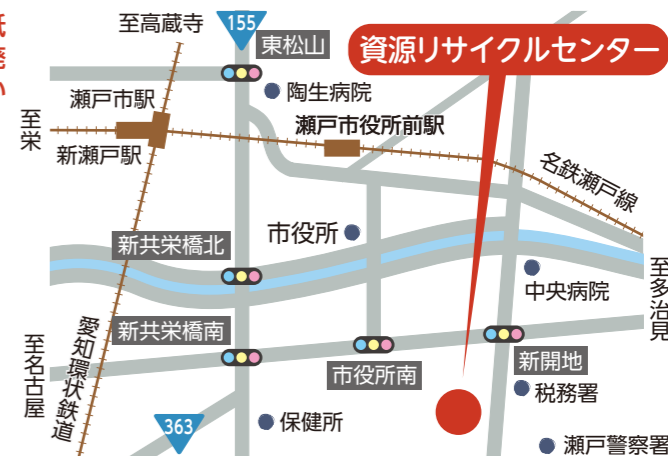 至高蔵寺
155
東松山
資源リサイクルセンター
陶生病院
瀬戸市駅
至栄
新瀬戸駅
瀬戸市役所前駅
名鉄瀬戸線
市役所
新共栄橋北
中央病院
至多治見
新共栄橋南
至名古屋
愛知環状鉄道
市役所南
新開地
税務署
363
保健所
瀬戸警察署